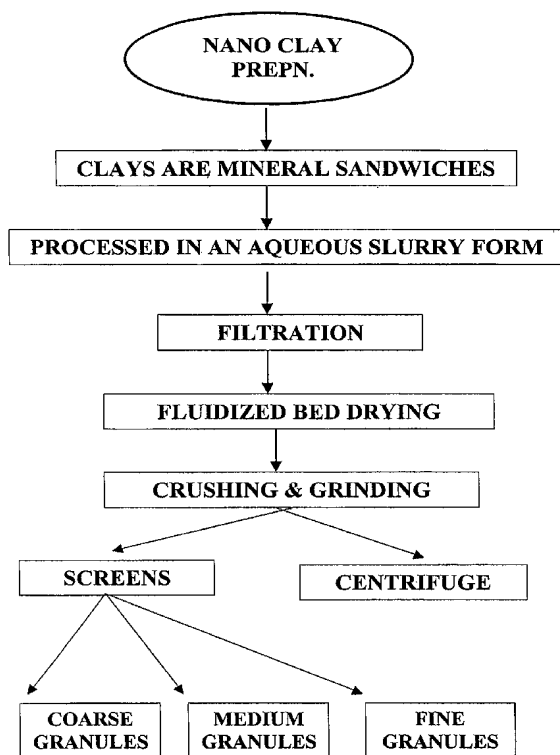 NANO CLAY
PREPN.
CLAYS ARE MINERAL SANDWICHES
PROCESSED IN AN AQUEOUS SLURRY FORM
FILTRATION
FLUIDIZED BED DRYING
CRUSHING & GRINDING
SCREENS
CENTRIFUGE
COARSE
GRANULES
MEDIUM
GRANULES
FINE
GRANULES